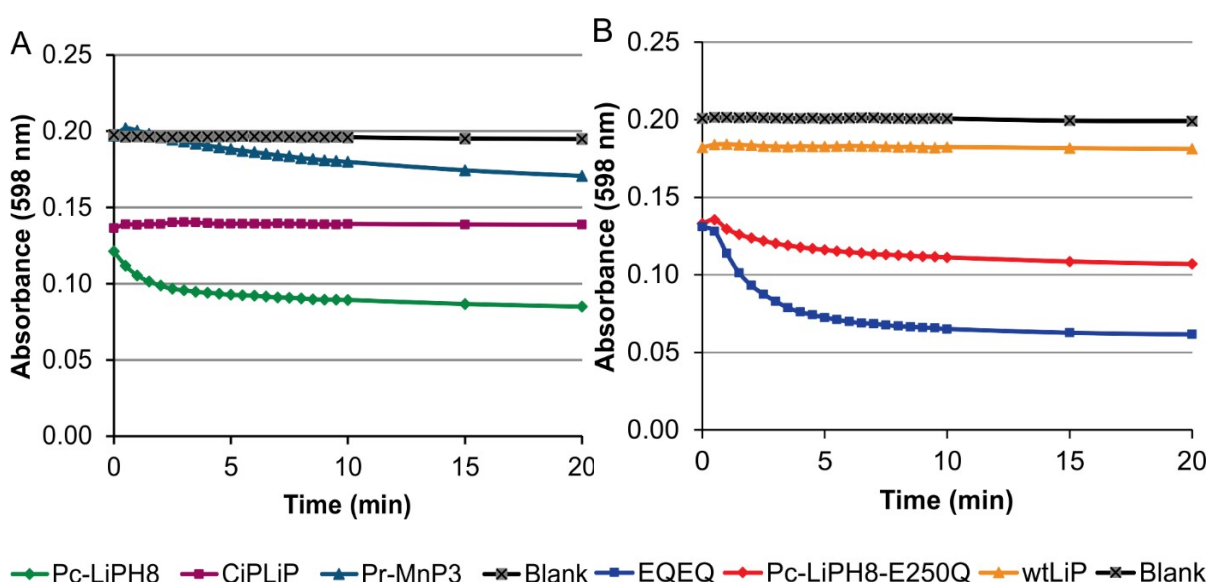 A
0.25
0.20
0.15
0.10
0.05
0.00
Absorbance (598 nm)
0 5 10 15 20
Time (min)
B
0.25
0.20
0.15
0.10
0.05
0.00
Absorbance (598 nm)
0 5 10 15 20
Time (min)
Pc-LiPH8 CiPLiP Pr-MnP3 Blank EQEQ Pc-LiPH8-E250Q wtLiP Blank